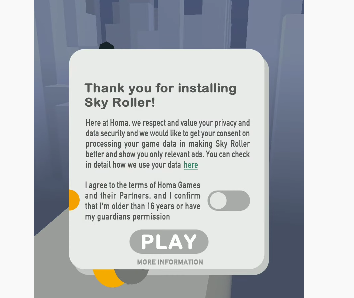 Thank you for installing
Sky Roller!
Here at Homa, we respect and value your privacy and
data security and we would like to get your consent on
processing your game data in making Sky Roller
better and show you only relevant ads. You can check
in detail how we use your data here
I agree to the terms of Homa Games
and their Partners, and I confirm
that I'm older than 16 years or have
my guardians permission
PLAY
MORE INFORMATION